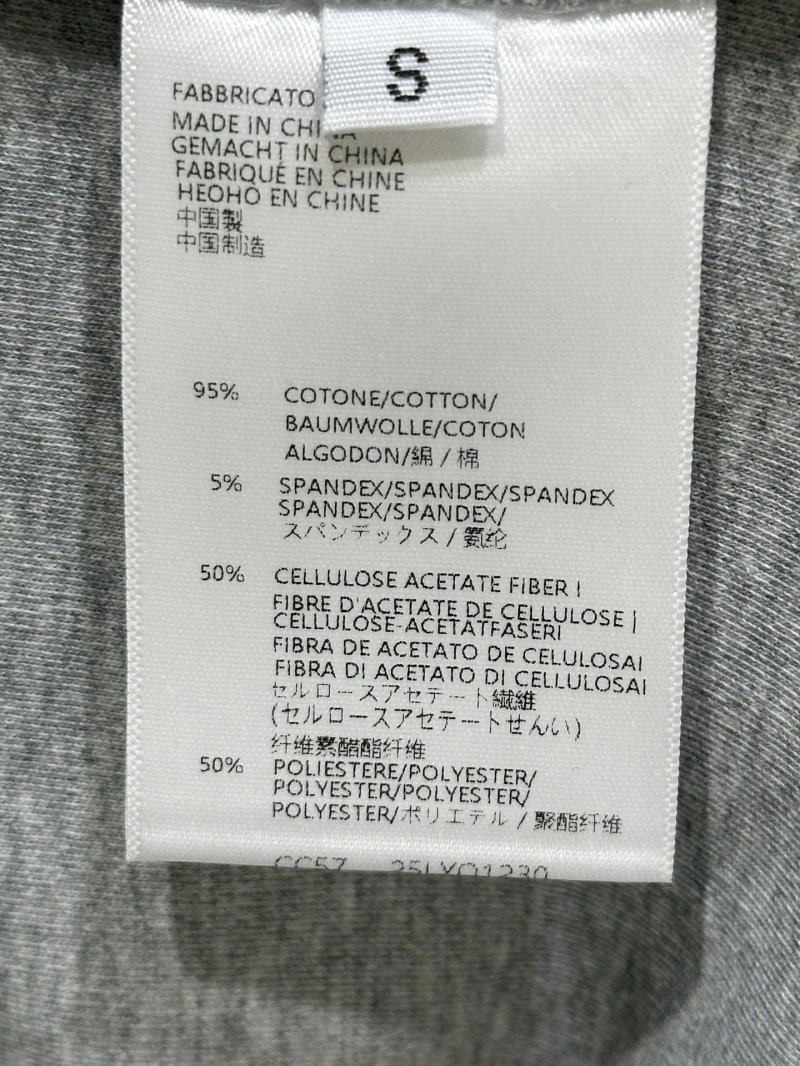 S
FABBRICATO
MADE IN CHINA
GEMACHT IN CHINA
FABRIQUÉ EN CHINE
HEOHO EN CHINE
中国製
中国制造
95% COTONE/COTTON/
BAUMWOLLE/COTON
ALGODON/綿 / 棉
5% SPANDEX/SPANDEX/SPANDEX
SPANDEX/SPANDEX/
スパンデックス / 氨纶
50% CELLULOSE ACETATE FIBER I
FIBRE D'ACETATE DE CELLULOSE |
CELLULOSE-ACETATFASERI
FIBRA DE ACETATO DE CELULOSAI
FIBRA DI ACETATO DI CELLULOSAI
セルロースアセテート繊維
(セルロースアセテートせんい)
纤维素醋酸酯纤维
50% POLIESTERE/POLYESTER/
POLYESTER/POLYESTER/
POLYESTER/ポリエテル / 聚酯纤维